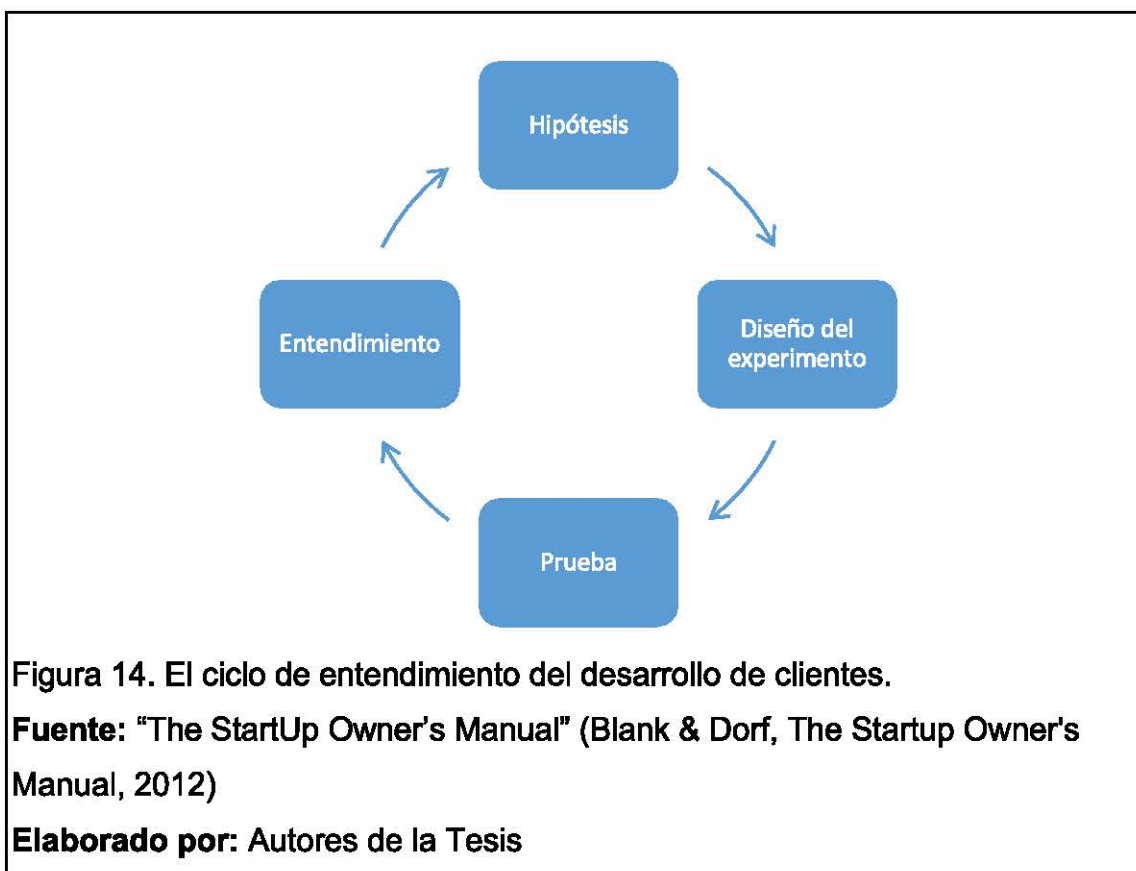 Hipótesis
Diseño del
experimento
Prueba
Entendimiento
Figura 14. El ciclo de entendimiento del desarrollo de clientes.
Fuente: “The StartUp Owner’s Manual” (Blank & Dorf, The Startup Owner's
Manual, 2012)
Elaborado por: Autores de la Tesis